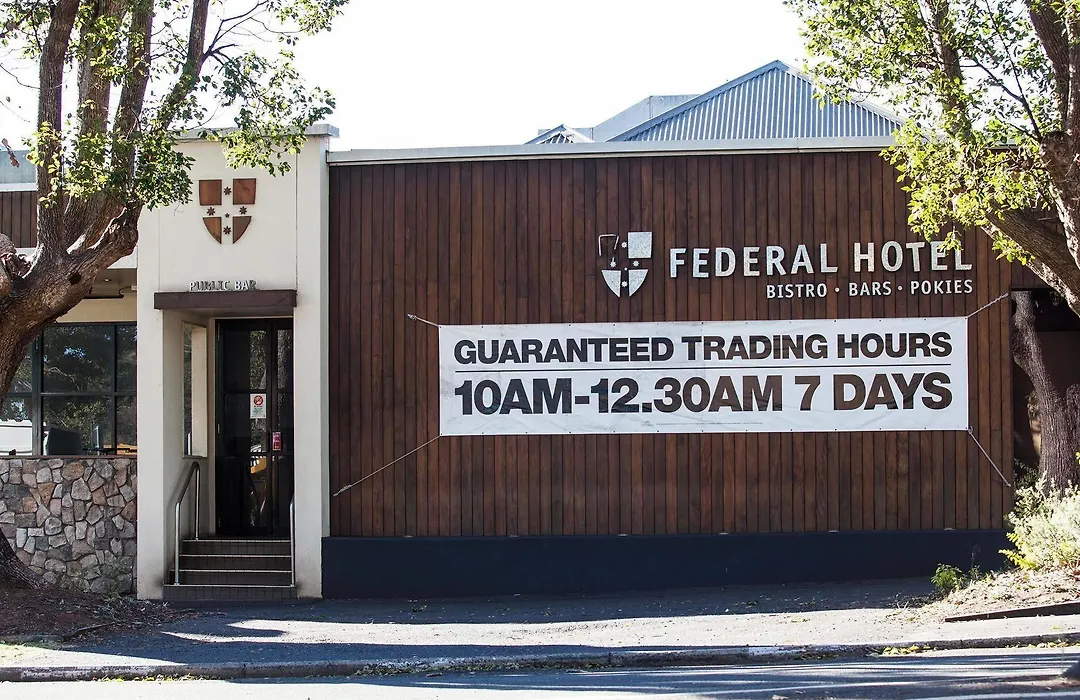 PUBLIC BAR
FEDERAL HOTEL
BISTRO • BARS • POKIES
GUARANTEED TRADING HOURS
10AM-12.30AM 7 DAYS